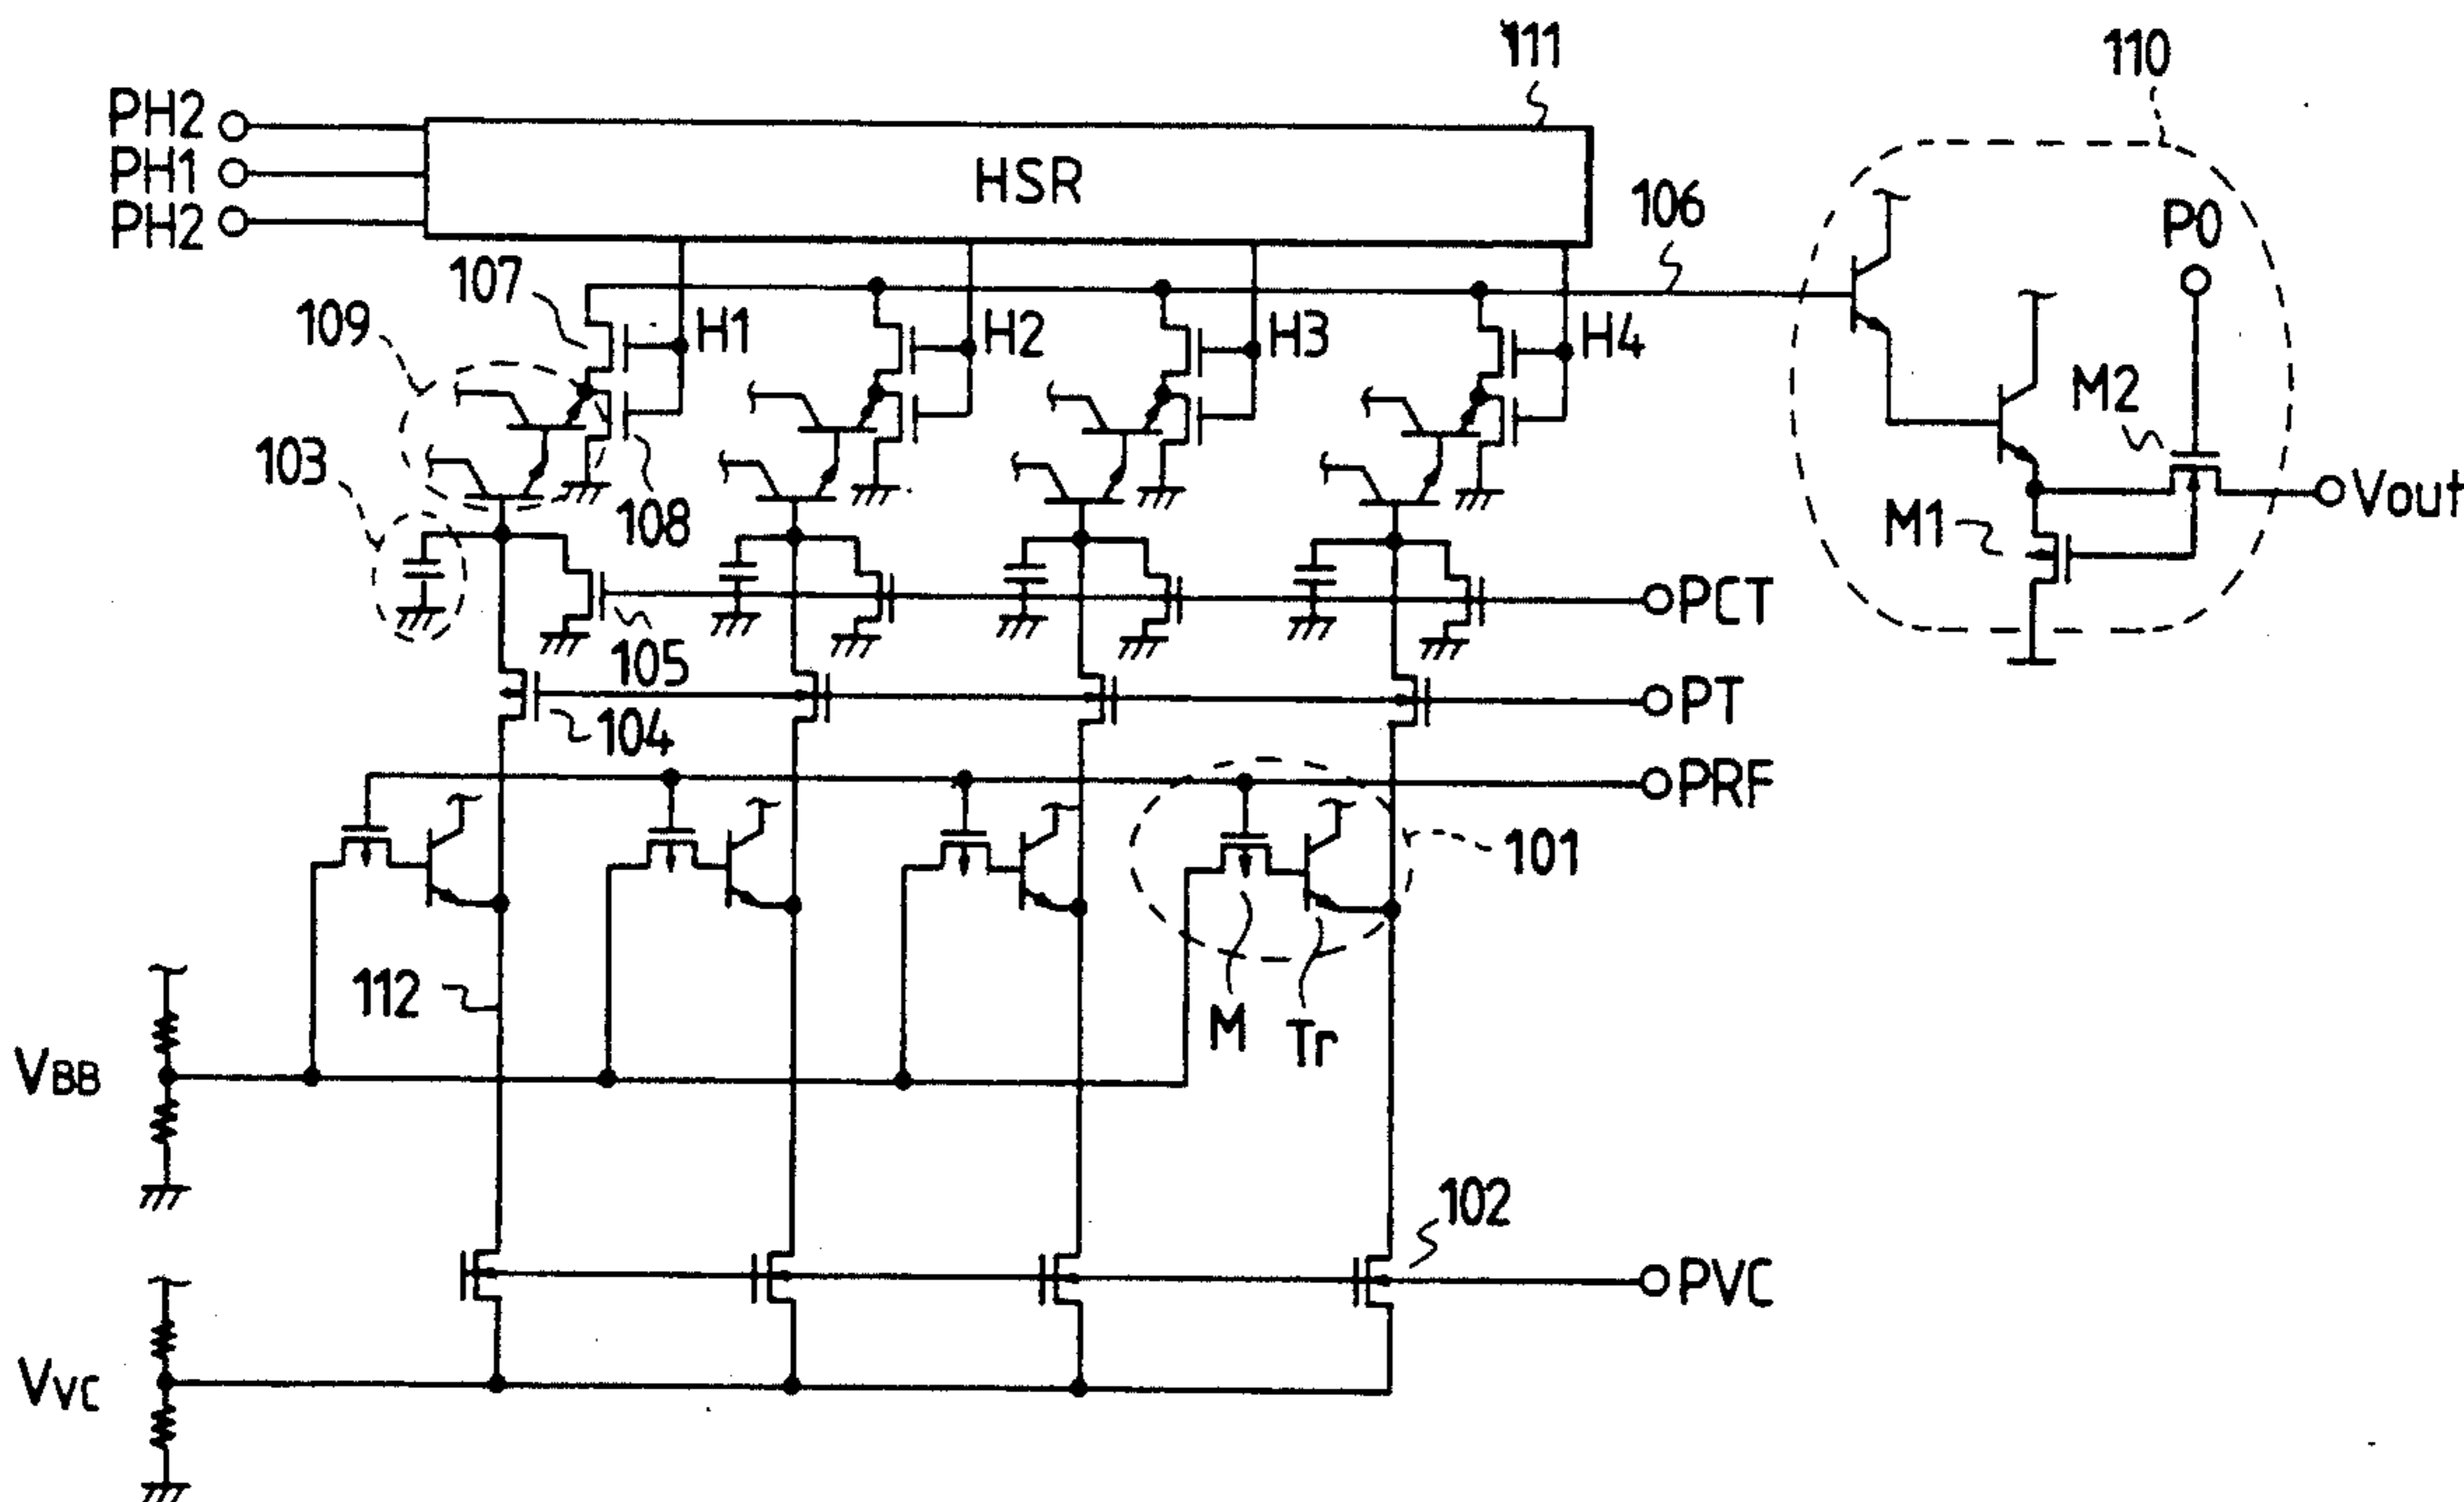 111
110
PH2
PH1
PH2
HSR
106
P0
107
109
H1
H2
H3
H4
M2
103
108
M1
Vout
PCT
105
PT
104
PRF
101
112
M
Tr
VBB
102
PVC
VVC